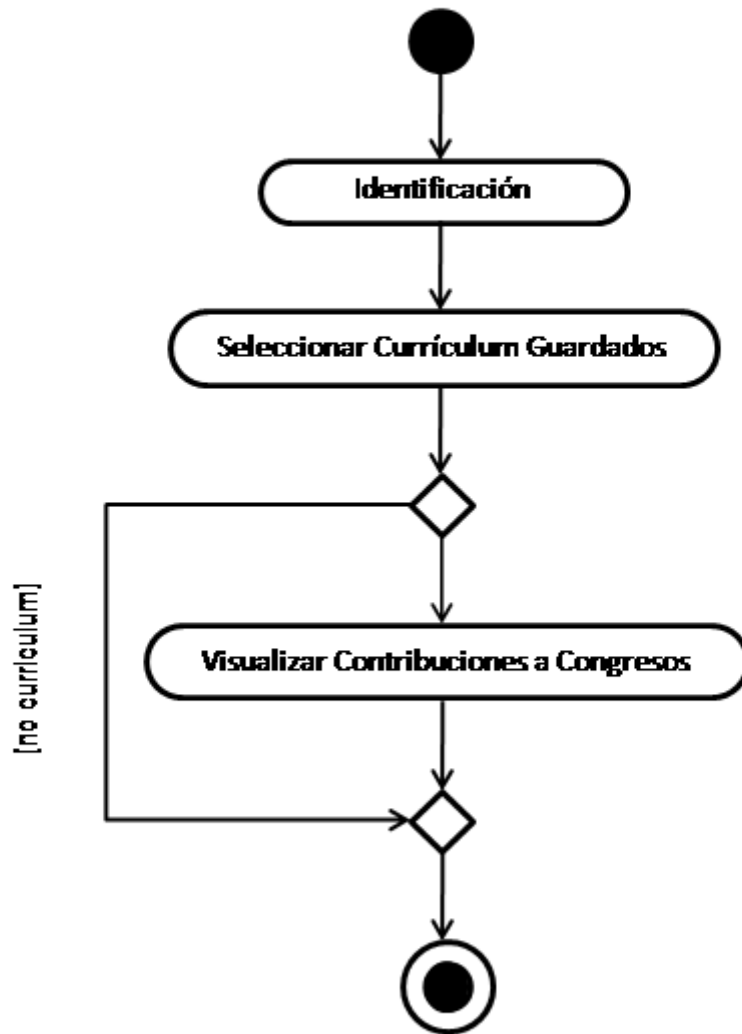 Identificación
Seleccionar Currículum Guardados
[no curriculum]
Visualizar Contribuciones a Congresos